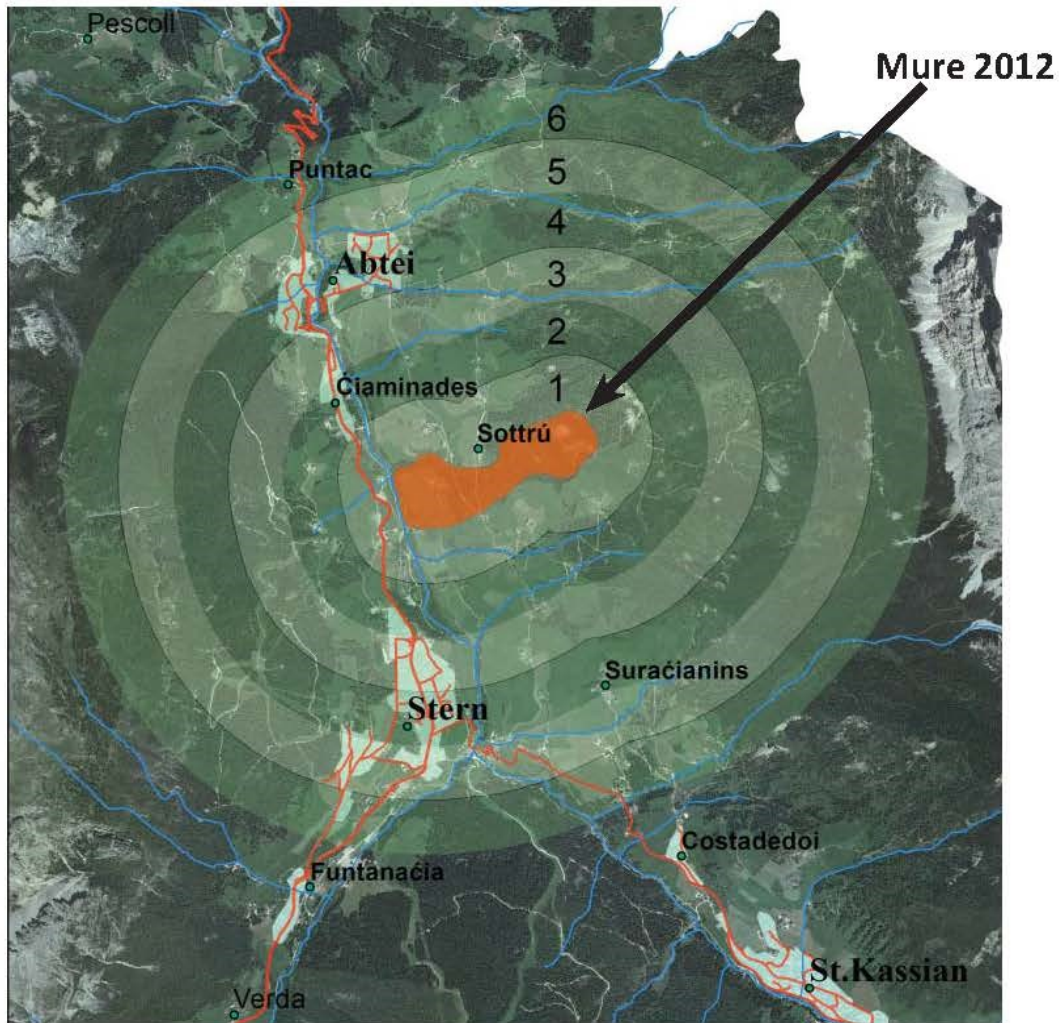 Pescoll
Mure 2012
6
5
Puntac
4
Abtei
3
2
Ćiaminades
1
Sottrú
Suraćianins
Stern
Costadedoi
Funtanaćia
St.Kassian
Verda